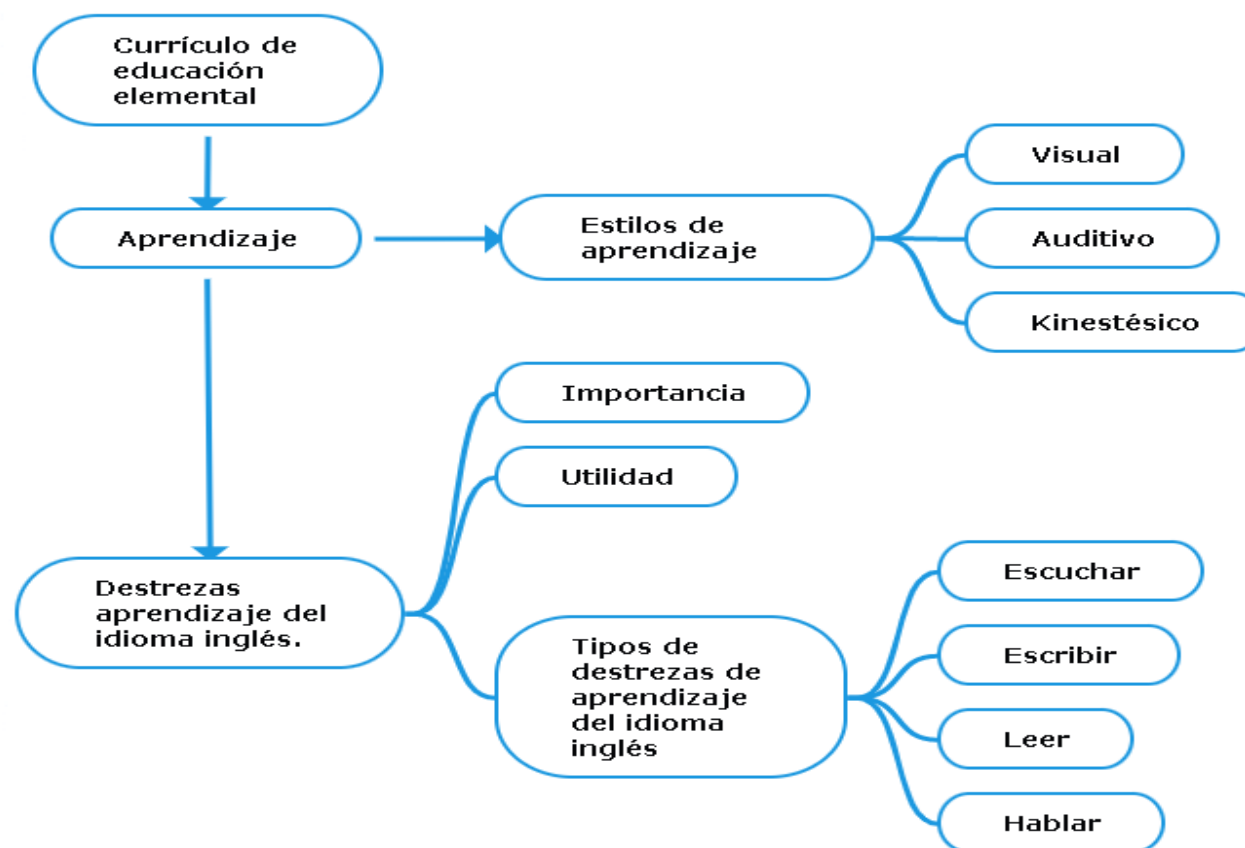 Currículo de
educación
elemental
Aprendizaje
Estilos de
aprendizaje
Visual
Auditivo
Kinestésico
Importancia
Utilidad
Destrezas
aprendizaje del
idioma inglés.
Tipos de
destrezas de
aprendizaje
del idioma
inglés
Escuchar
Escribir
Leer
Hablar